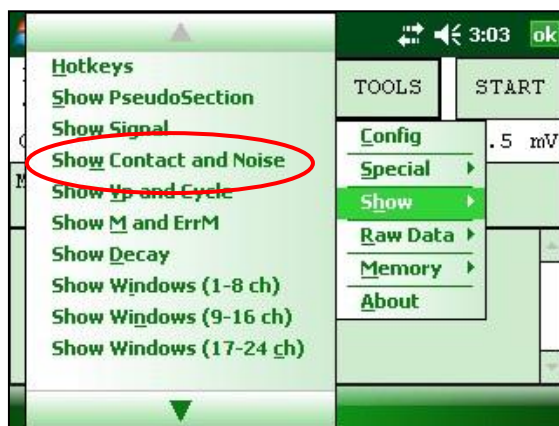 3:03 ok
TOOLS START
.5 mV
Hotkeys
Show PseudoSection
Show Signal
Show Contact and Noise
Show Vp and Cycle
Show M and ErrM
Show Decay
Show Windows (1-8 ch)
Show Windows (9-16 ch)
Show Windows (17-24 ch)
Config
Special
Show
Raw Data
Memory
About